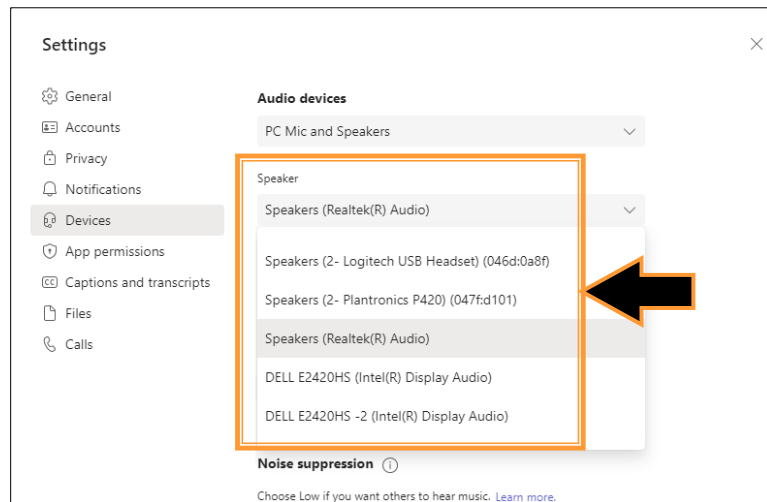 Settings
General
Accounts
Privacy
Notifications
Devices
App permissions
CC Captions and transcripts
Files
Calls
Audio devices
PC Mic and Speakers
Speaker
Speakers (Realtek(R) Audio)
Speakers (2- Logitech USB Headset) (046d:0a8f)
Speakers (2- Plantronics P420) (047f:d101)
Speakers (Realtek(R) Audio)
DELL E2420HS (Intel(R) Display Audio)
DELL E2420HS -2 (Intel(R) Display Audio)
Noise suppression
Choose Low if you want others to hear music. Learn more.